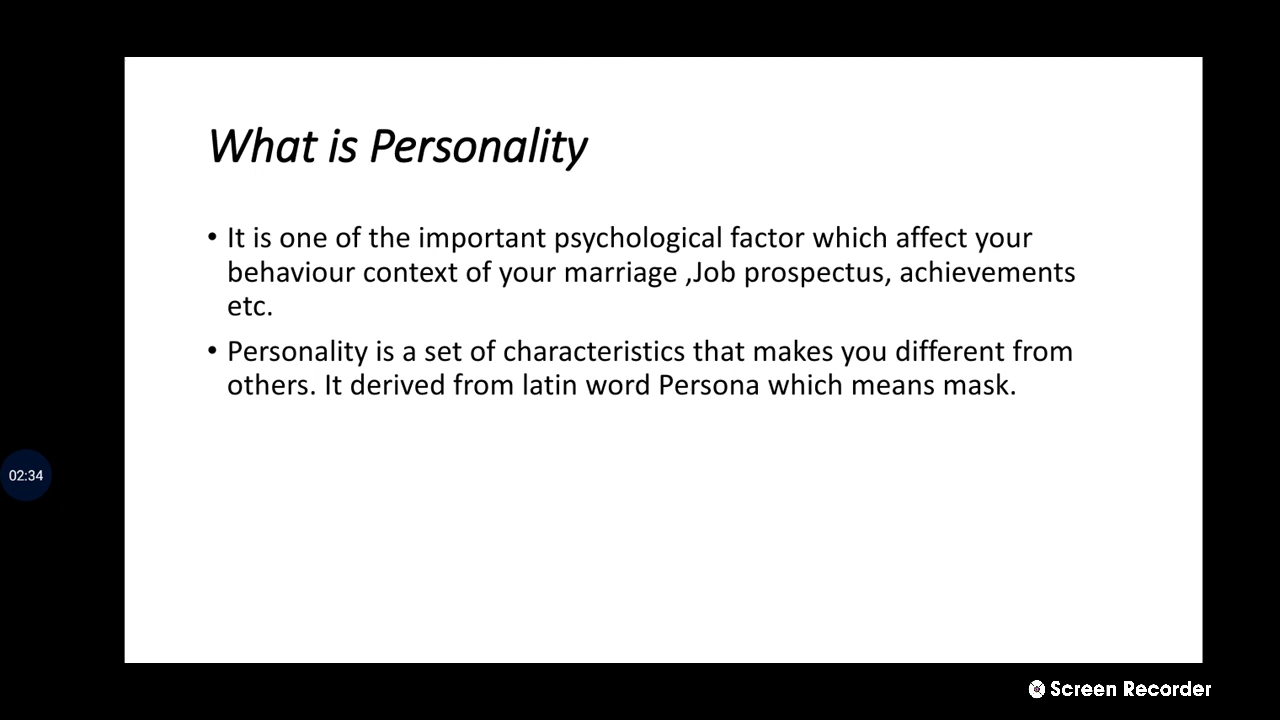 What is Personality
• It is one of the important psychological factor which affect your
behaviour context of your marriage ,Job prospectus, achievements
etc.
• Personality is a set of characteristics that makes you different from
others. It derived from latin word Persona which means mask.
02:34
Screen Recorder